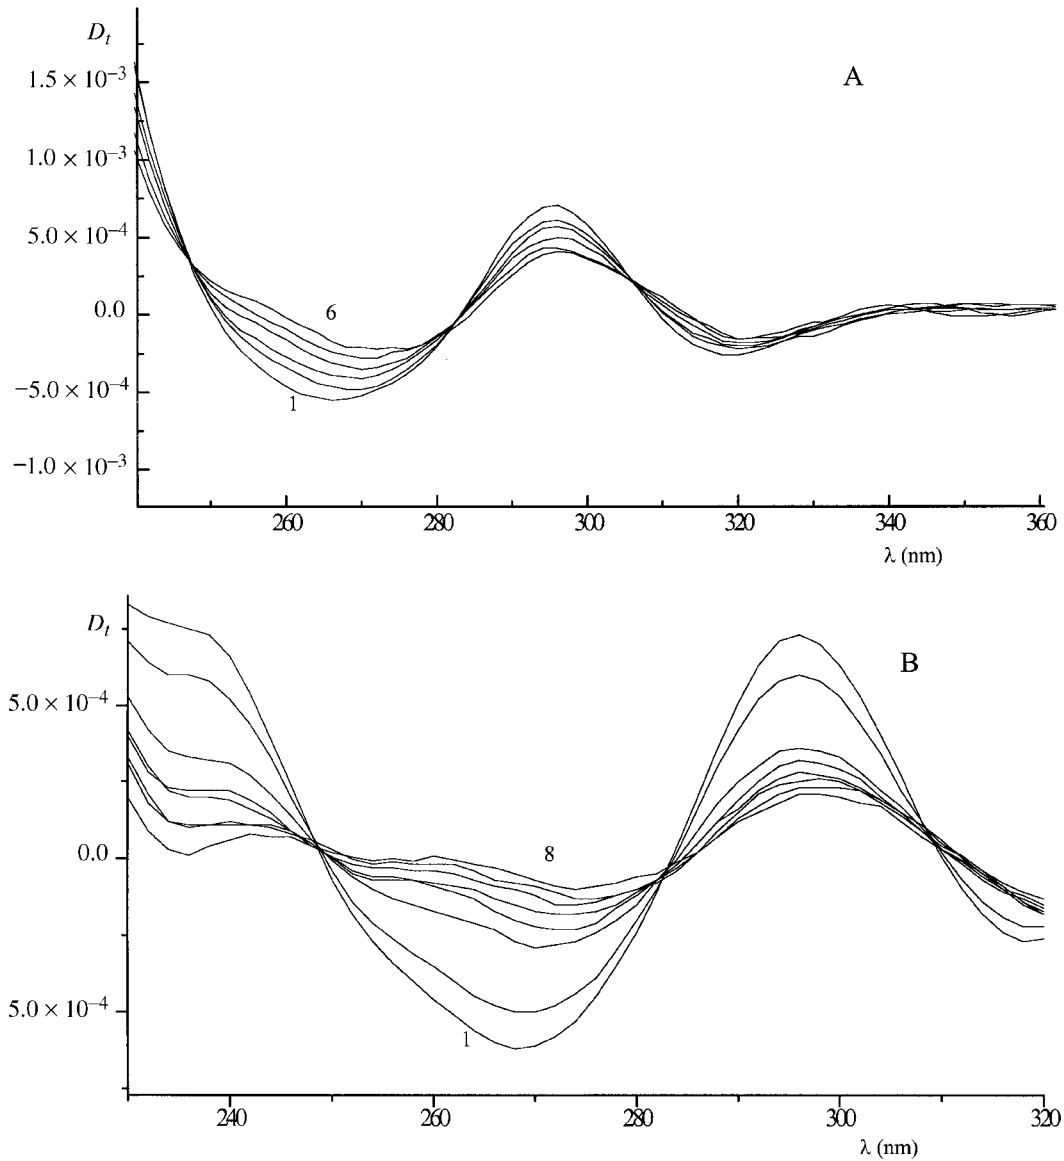 D_t
A
1.5 × 10⁻³
1.0 × 10⁻³
5.0 × 10⁻⁴
6
0.0
−5.0 × 10⁻⁴
1
−1.0 × 10⁻³
260 280 300 320 340 360
λ (nm)
D_t
B
5.0 × 10⁻⁴
0.0
8
5.0 × 10⁻⁴
1
240 260 280 300 320
λ (nm)